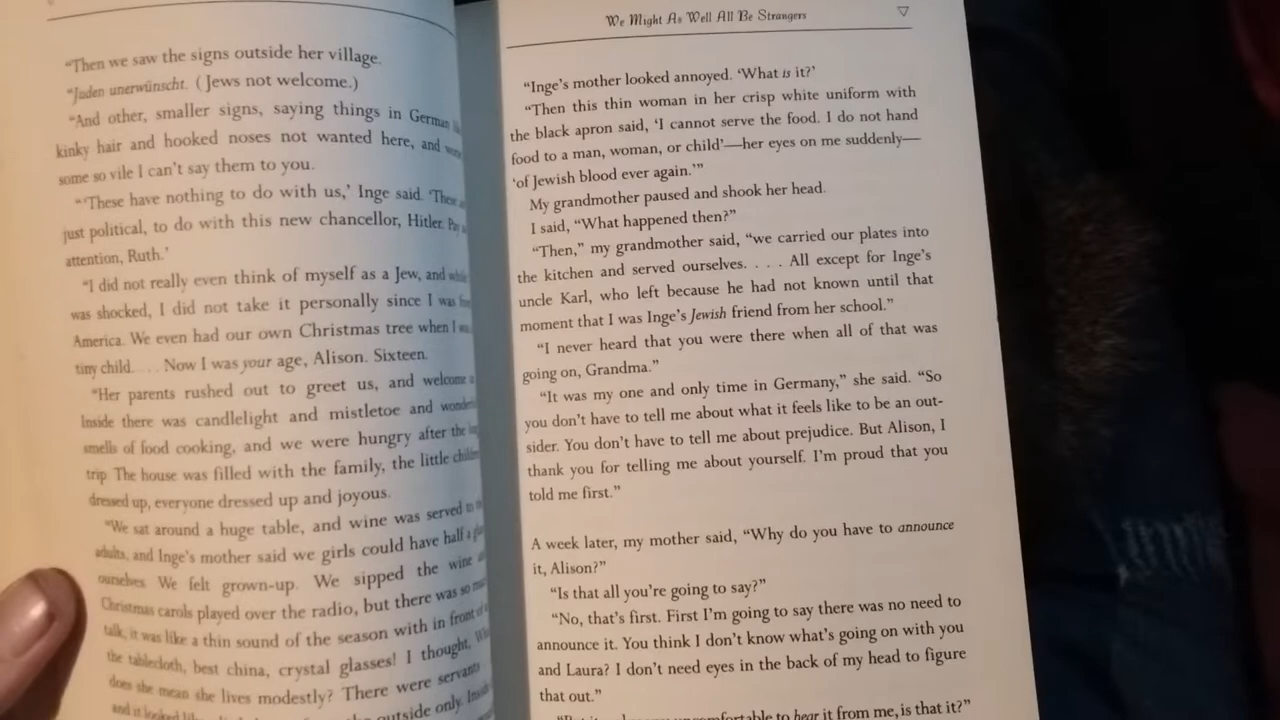 “Then we saw the signs outside her village.
“Juden unerwünscht. (Jews not welcome.)
“And other, smaller signs, saying things in German
kinky hair and hooked noses not wanted here, and
some so vile I can’t say them to you.
“‘These have nothing to do with us,’ Inge said. ‘These
just political, to do with this new chancellor, Hitler. Pay
attention, Ruth.’
“I did not really even think of myself as a Jew, and
was shocked, I did not take it personally since I was
America. We even had our own Christmas tree when I
tiny child. . . . Now I was your age, Alison. Sixteen.
“Her parents rushed out to greet us, and welcome
Inside there was candlelight and mistletoe and
smells of food cooking, and we were hungry after the
trip. The house was filled with the family, the little
dressed up, everyone dressed up and joyous.
“We sat around a huge table, and wine was served
adults, and Inge’s mother said we girls could have half a
ourselves. We felt grown-up. We sipped the wine
Christmas carols played over the radio, but there was so
talk, it was like a thin sound of the season with in front
the tablecloth, best china, crystal glasses! I thought,
does she mean she lives modestly? There were servants
and it looked outside only.
We Might As Well All Be Strangers
“Inge’s mother looked annoyed. ‘What is it?’
“Then this thin woman in her crisp white uniform with
the black apron said, ‘I cannot serve the food. I do not hand
food to a man, woman, or child’—her eyes on me suddenly—
‘of Jewish blood ever again.’”
My grandmother paused and shook her head.
I said, “What happened then?”
“Then,” my grandmother said, “we carried our plates into
the kitchen and served ourselves. . . . All except for Inge’s
uncle Karl, who left because he had not known until that
moment that I was Inge’s Jewish friend from her school.”
“I never heard that you were there when all of that was
going on, Grandma.”
“It was my one and only time in Germany,” she said. “So
you don’t have to tell me about what it feels like to be an out-
sider. You don’t have to tell me about prejudice. But Alison, I
thank you for telling me about yourself. I’m proud that you
told me first.”
A week later, my mother said, “Why do you have to announce
it, Alison?”
“Is that all you’re going to say?”
“No, that’s first. First I’m going to say there was no need to
announce it. You think I don’t know what’s going on with you
and Laura? I don’t need eyes in the back of my head to figure
that out.”
to hear it from me, is that it?”